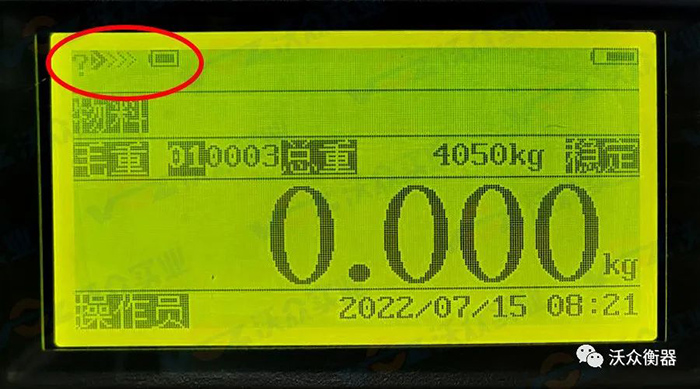 ?
物料
毛重 010003 总重 4050kg 稳定
0.000 kg
操作员 2022/07/15 08:21
沃众衡器